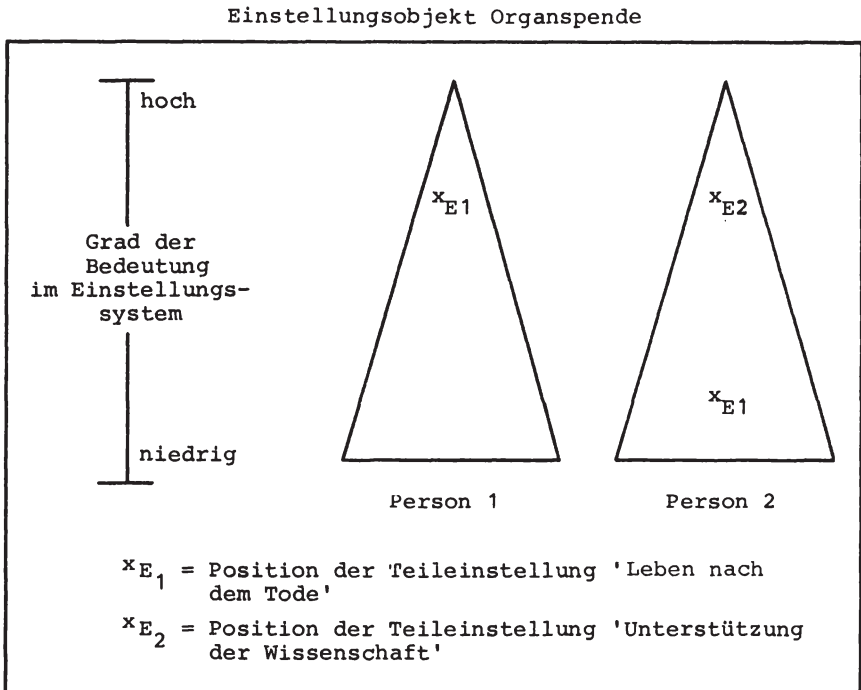 Einstellungsobjekt Organspende
hoch
xE1
xE2
Grad der
Bedeutung
im Einstellungs-
system
xE1
niedrig
Person 1
Person 2
xE1 = Position der Teileinstellung 'Leben nach
dem Tode'
xE2 = Position der Teileinstellung 'Unterstützung
der Wissenschaft'